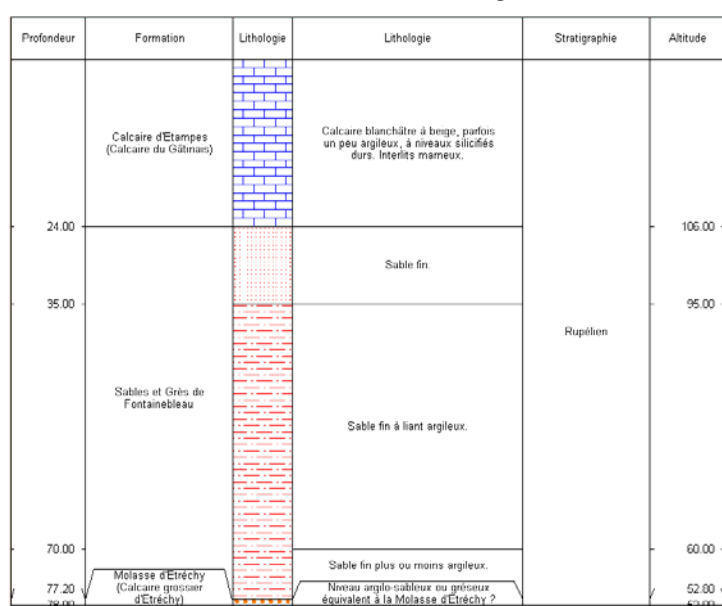 Profondeur Formation Lithologie Lithologie Stratigraphie Altitude
Calcaire d'Etampes
(Calcaire du Gâtinais)
Calcaire blanchâtre à beige, parfois
un peu argileux, à niveaux silicifiés
durs. Interlits marneux.
24.00 106.00
Sable fin.
35.00 95.00
Rupélien
Sables et Grès de
Fontainebleau
Sable fin à liant argileux.
70.00 60.00
Sable fin plus ou moins argileux.
Molasse d'Etréchy
(Calcaire grossier
d'Etréchy)
77.20 52.80
Niveau argilo-sableux ou gréseux
équivalent à la Molasse d'Etréchy ?